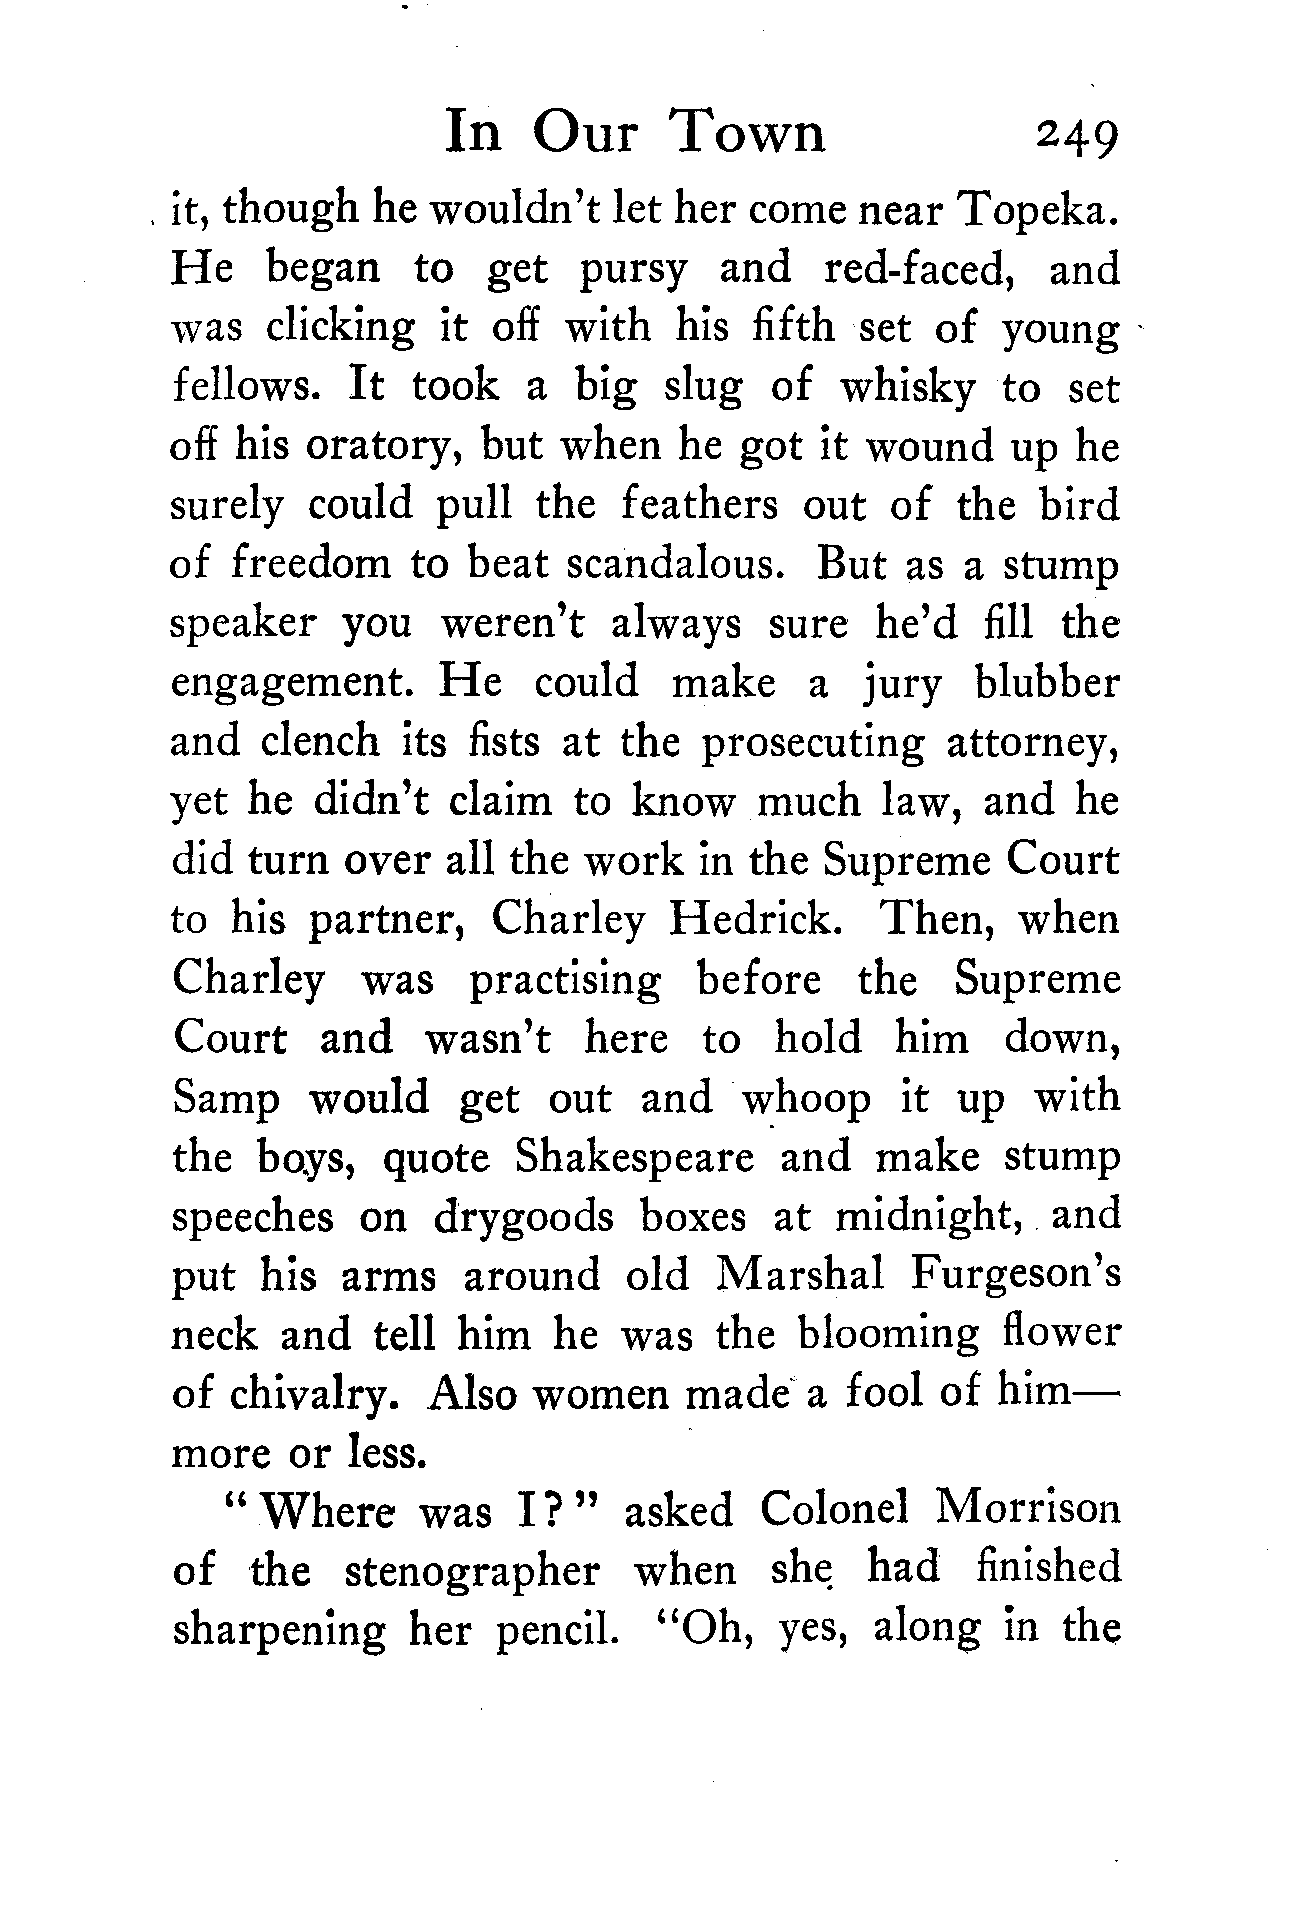 In Our Town 249
it, though he wouldn't let her come near Topeka.
He began to get pursy and red-faced, and
was clicking it off with his fifth set of young
fellows. It took a big slug of whisky to set
off his oratory, but when he got it wound up he
surely could pull the feathers out of the bird
of freedom to beat scandalous. But as a stump
speaker you weren't always sure he'd fill the
engagement. He could make a jury blubber
and clench its fists at the prosecuting attorney,
yet he didn't claim to know much law, and he
did turn over all the work in the Supreme Court
to his partner, Charley Hedrick. Then, when
Charley was practising before the Supreme
Court and wasn't here to hold him down,
Samp would get out and whoop it up with
the boys, quote Shakespeare and make stump
speeches on drygoods boxes at midnight, and
put his arms around old Marshal Furgeson's
neck and tell him he was the blooming flower
of chivalry. Also women made a fool of him—
more or less.
"Where was I?" asked Colonel Morrison
of the stenographer when she had finished
sharpening her pencil. "Oh, yes, along in the